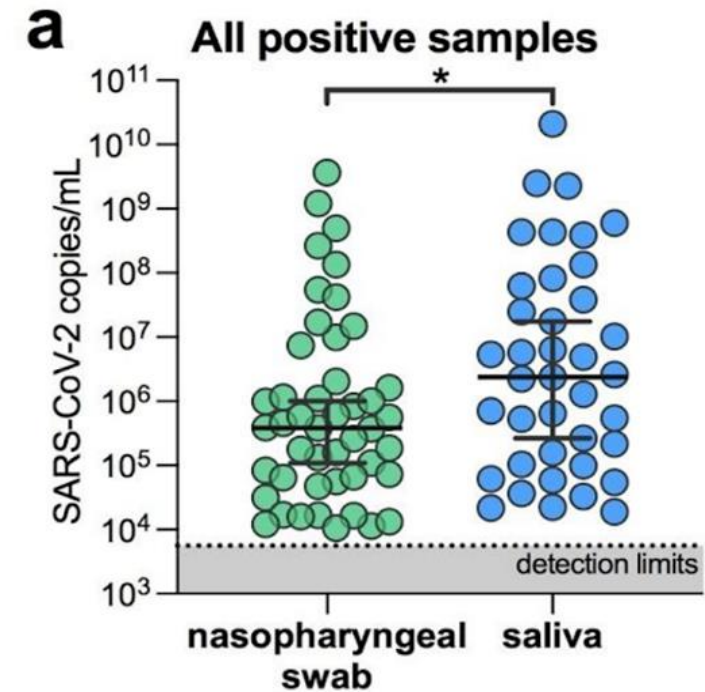 a
All positive samples
*
SARS-CoV-2 copies/mL
10¹¹
10¹⁰
10⁹
10⁸
10⁷
10⁶
10⁵
10⁴
10³
detection limits
nasopharyngeal
swab
saliva